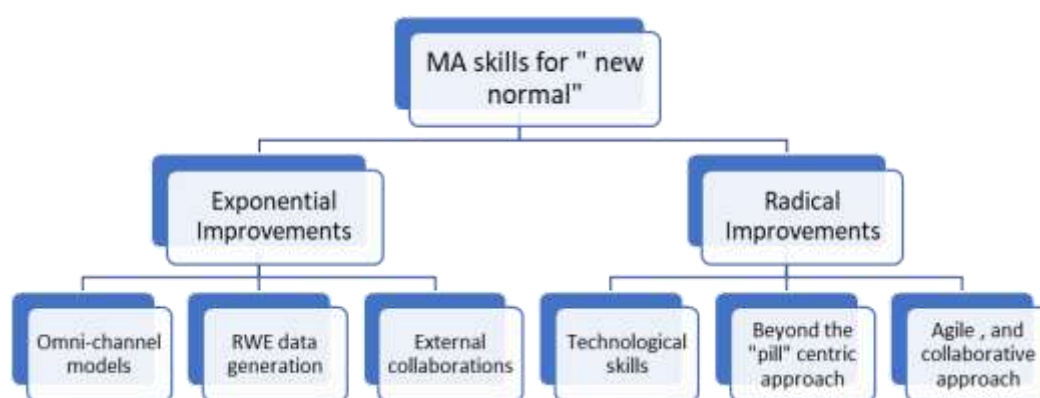 MA skills for " new
normal"
Exponential
Improvements
Radical
Improvements
Omni-channel
models
RWE data
generation
External
collaborations
Technological
skills
Beyond the
"pill" centric
approach
Agile , and
collaborative
approach